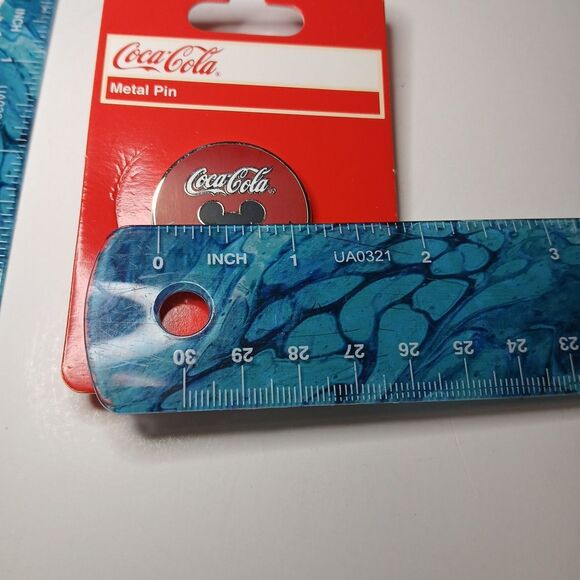 Coca-Cola
Metal Pin
Coca-Cola
0 INCH 1 UA0321 2 3
30 29 28 27 26 25 24 23
INCH